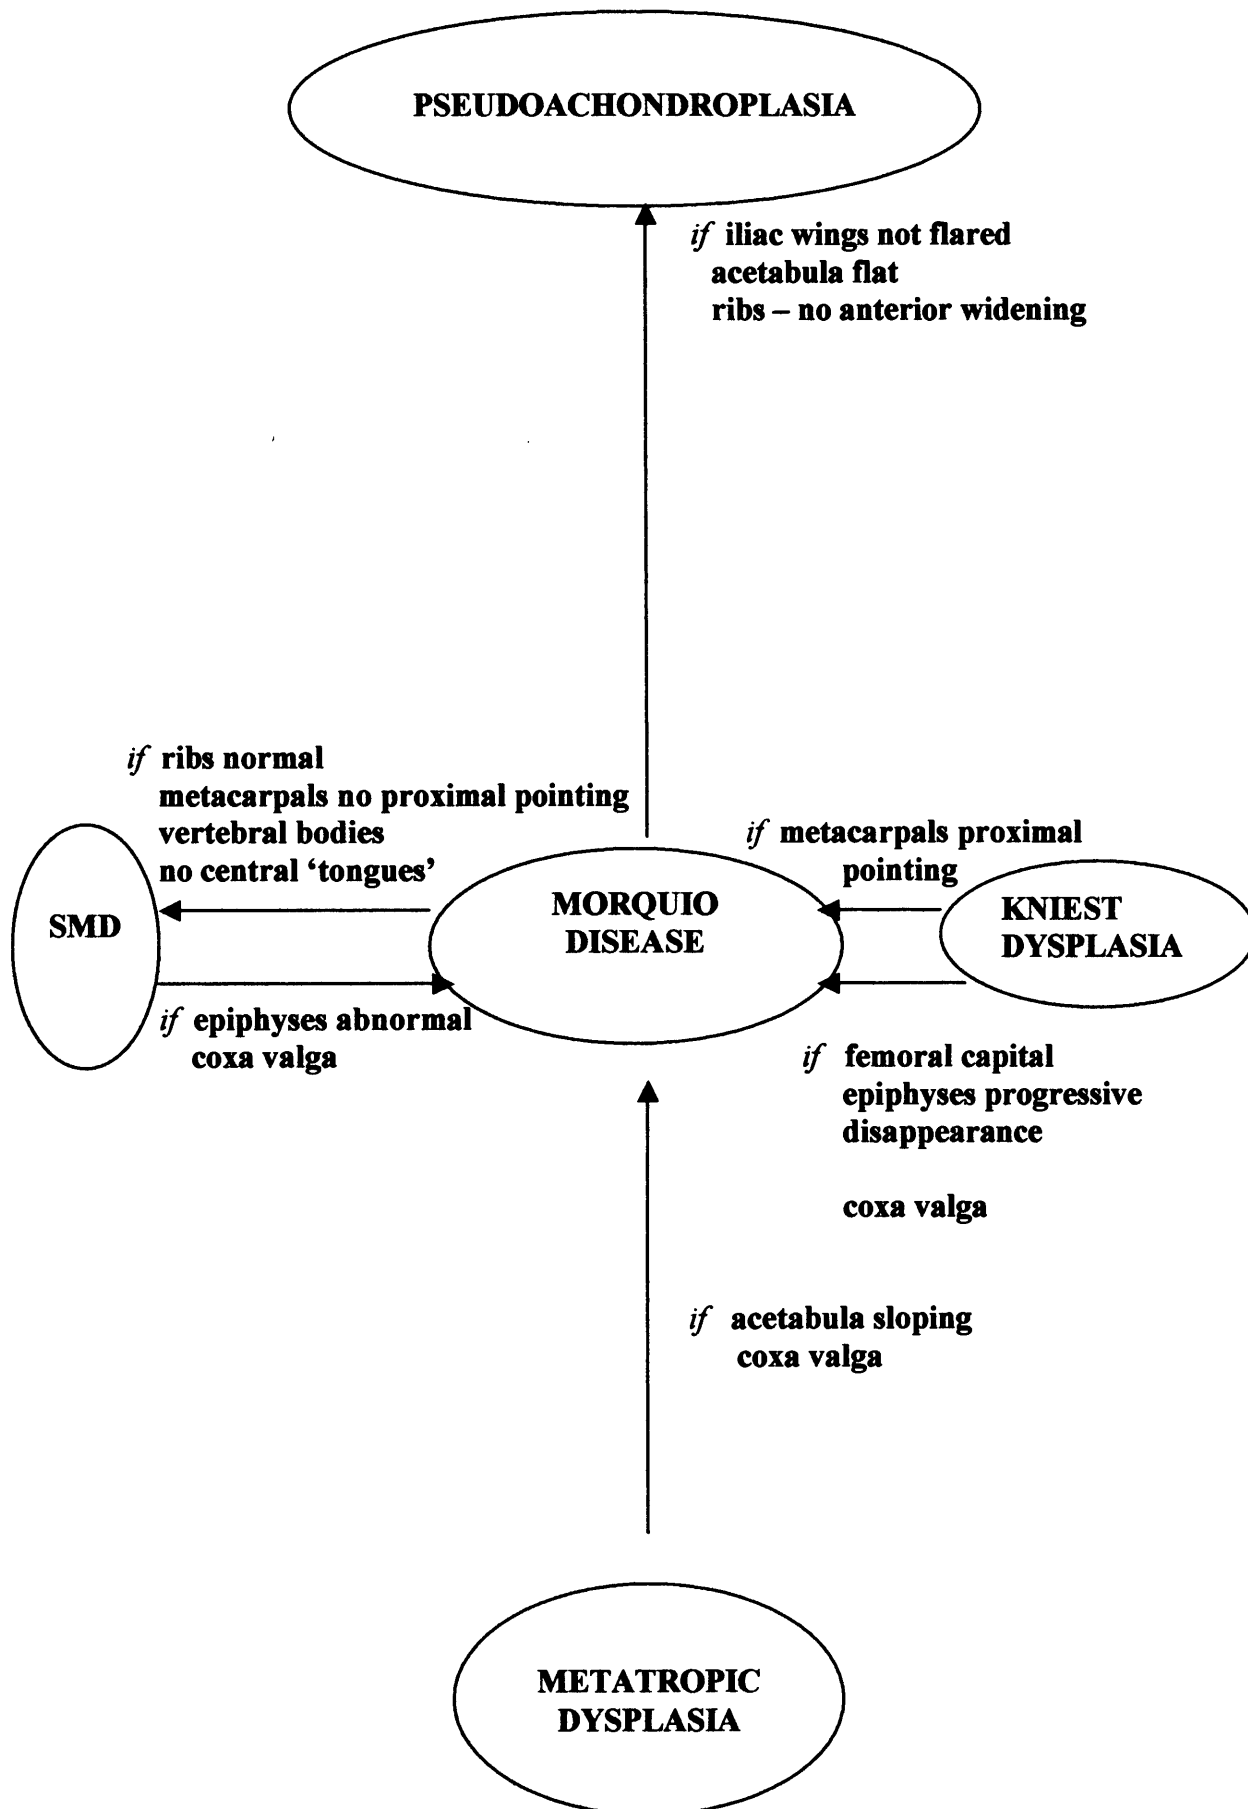 PSEUDOACHONDROPLASIA
if iliac wings not flared
acetabula flat
ribs – no anterior widening
if ribs normal
metacarpals no proximal pointing
vertebral bodies
no central ‘tongues’
if metacarpals proximal
pointing
SMD
MORQUIO
DISEASE
KNIEST
DYSPLASIA
if epiphyses abnormal
coxa valga
if femoral capital
epiphyses progressive
disappearance
coxa valga
if acetabula sloping
coxa valga
METATROPIC
DYSPLASIA